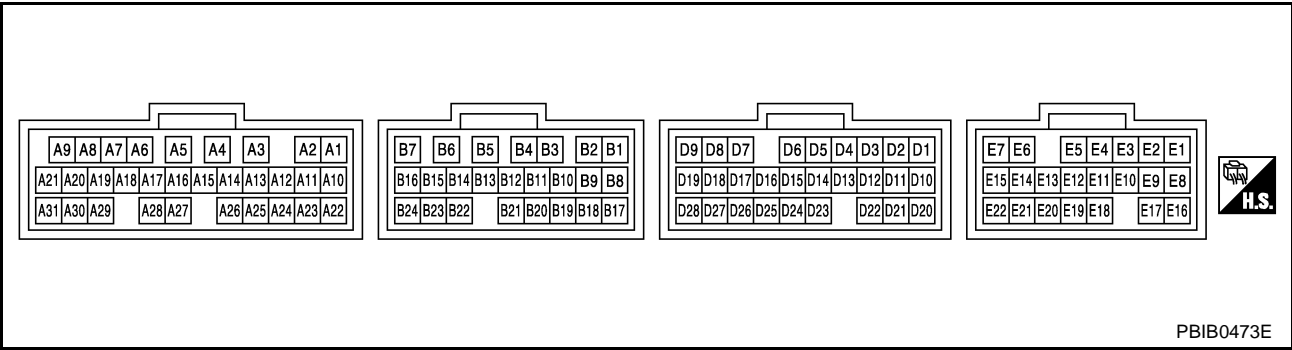 A9 A8 A7 A6 A5 A4 A3 A2 A1
A21 A20 A19 A18 A17 A16 A15 A14 A13 A12 A11 A10
A31 A30 A29 A28 A27 A26 A25 A24 A23 A22
B7 B6 B5 B4 B3 B2 B1
B16 B15 B14 B13 B12 B11 B10 B9 B8
B24 B23 B22 B21 B20 B19 B18 B17
D9 D8 D7 D6 D5 D4 D3 D2 D1
D19 D18 D17 D16 D15 D14 D13 D12 D11 D10
D28 D27 D26 D25 D24 D23 D22 D21 D20
E7 E6 E5 E4 E3 E2 E1
E15 E14 E13 E12 E11 E10 E9 E8
E22 E21 E20 E19 E18 E17 E16
H.S.
PBIB0473E